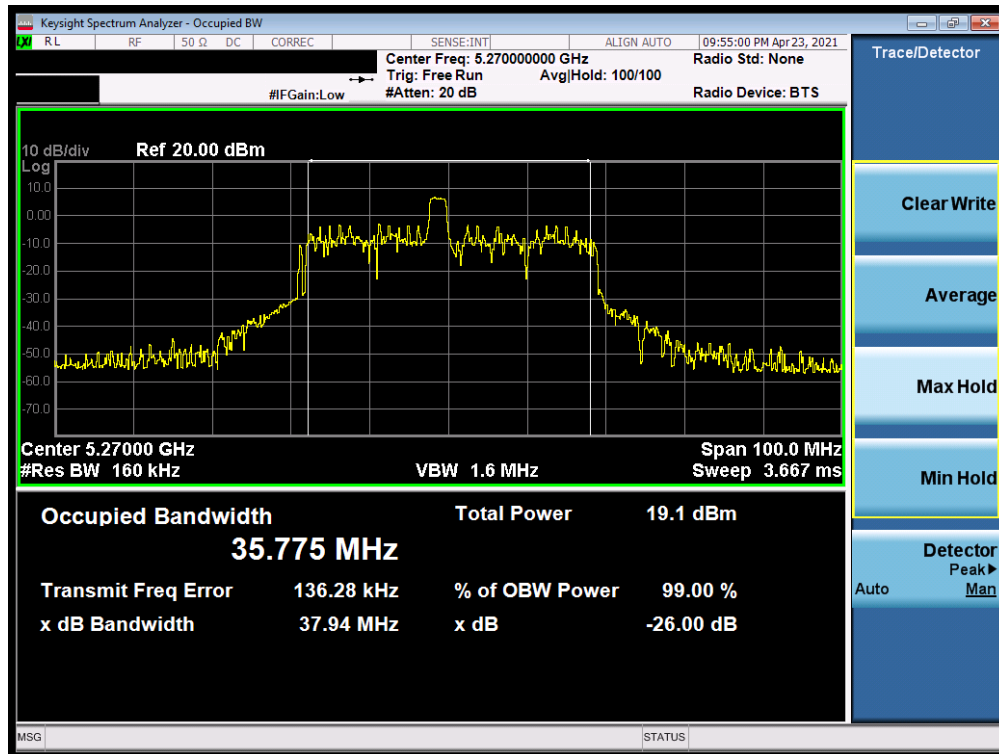 Keysight Spectrum Analyzer - Occupied BW
LXI RL RF 50 Ω DC CORREC SENSE:INT ALIGN AUTO 09:55:00 PM Apr 23, 2021
Center Freq: 5.270000000 GHz Radio Std: None
Trig: Free Run Avg|Hold: 100/100
#IFGain:Low #Atten: 20 dB Radio Device: BTS
10 dB/div Ref 20.00 dBm
Log
10.0
0.00
-10.0
-20.0
-30.0
-40.0
-50.0
-60.0
-70.0
Center 5.27000 GHz Span 100.0 MHz
#Res BW 160 kHz VBW 1.6 MHz Sweep 3.667 ms
Occupied Bandwidth Total Power 19.1 dBm
35.775 MHz
Transmit Freq Error 136.28 kHz % of OBW Power 99.00 %
x dB Bandwidth 37.94 MHz x dB -26.00 dB
Trace/Detector
Clear Write
Average
Max Hold
Min Hold
Detector
Peak▶
Auto Man
MSG STATUS